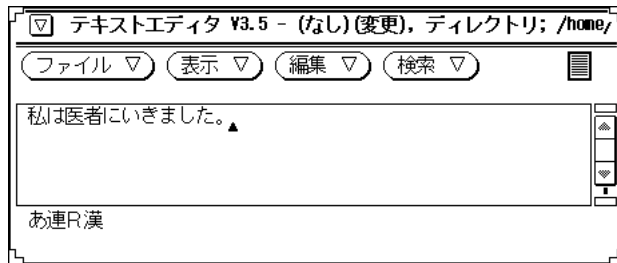 テキストエディタ V3.5 - (なし)(変更), ディレクトリ; /home/
ファイル ▽ 表示 ▽ 編集 ▽ 検索 ▽
私は医者にいきました。
あ連R漢